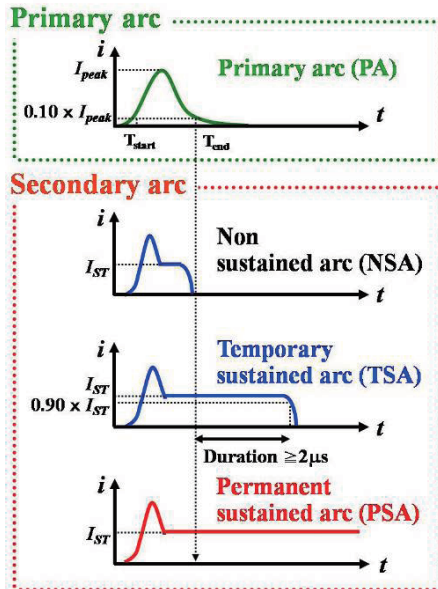 Primary arc
i
I_peak
Primary arc (PA)
0.10 × I_peak
t
T_start
T_end
Secondary arc
i
Non
sustained arc (NSA)
I_ST
t
i
Temporary
sustained arc (TSA)
I_ST
0.90 × I_ST
t
Duration ≧2μs
i
Permanent
sustained arc (PSA)
I_ST
t